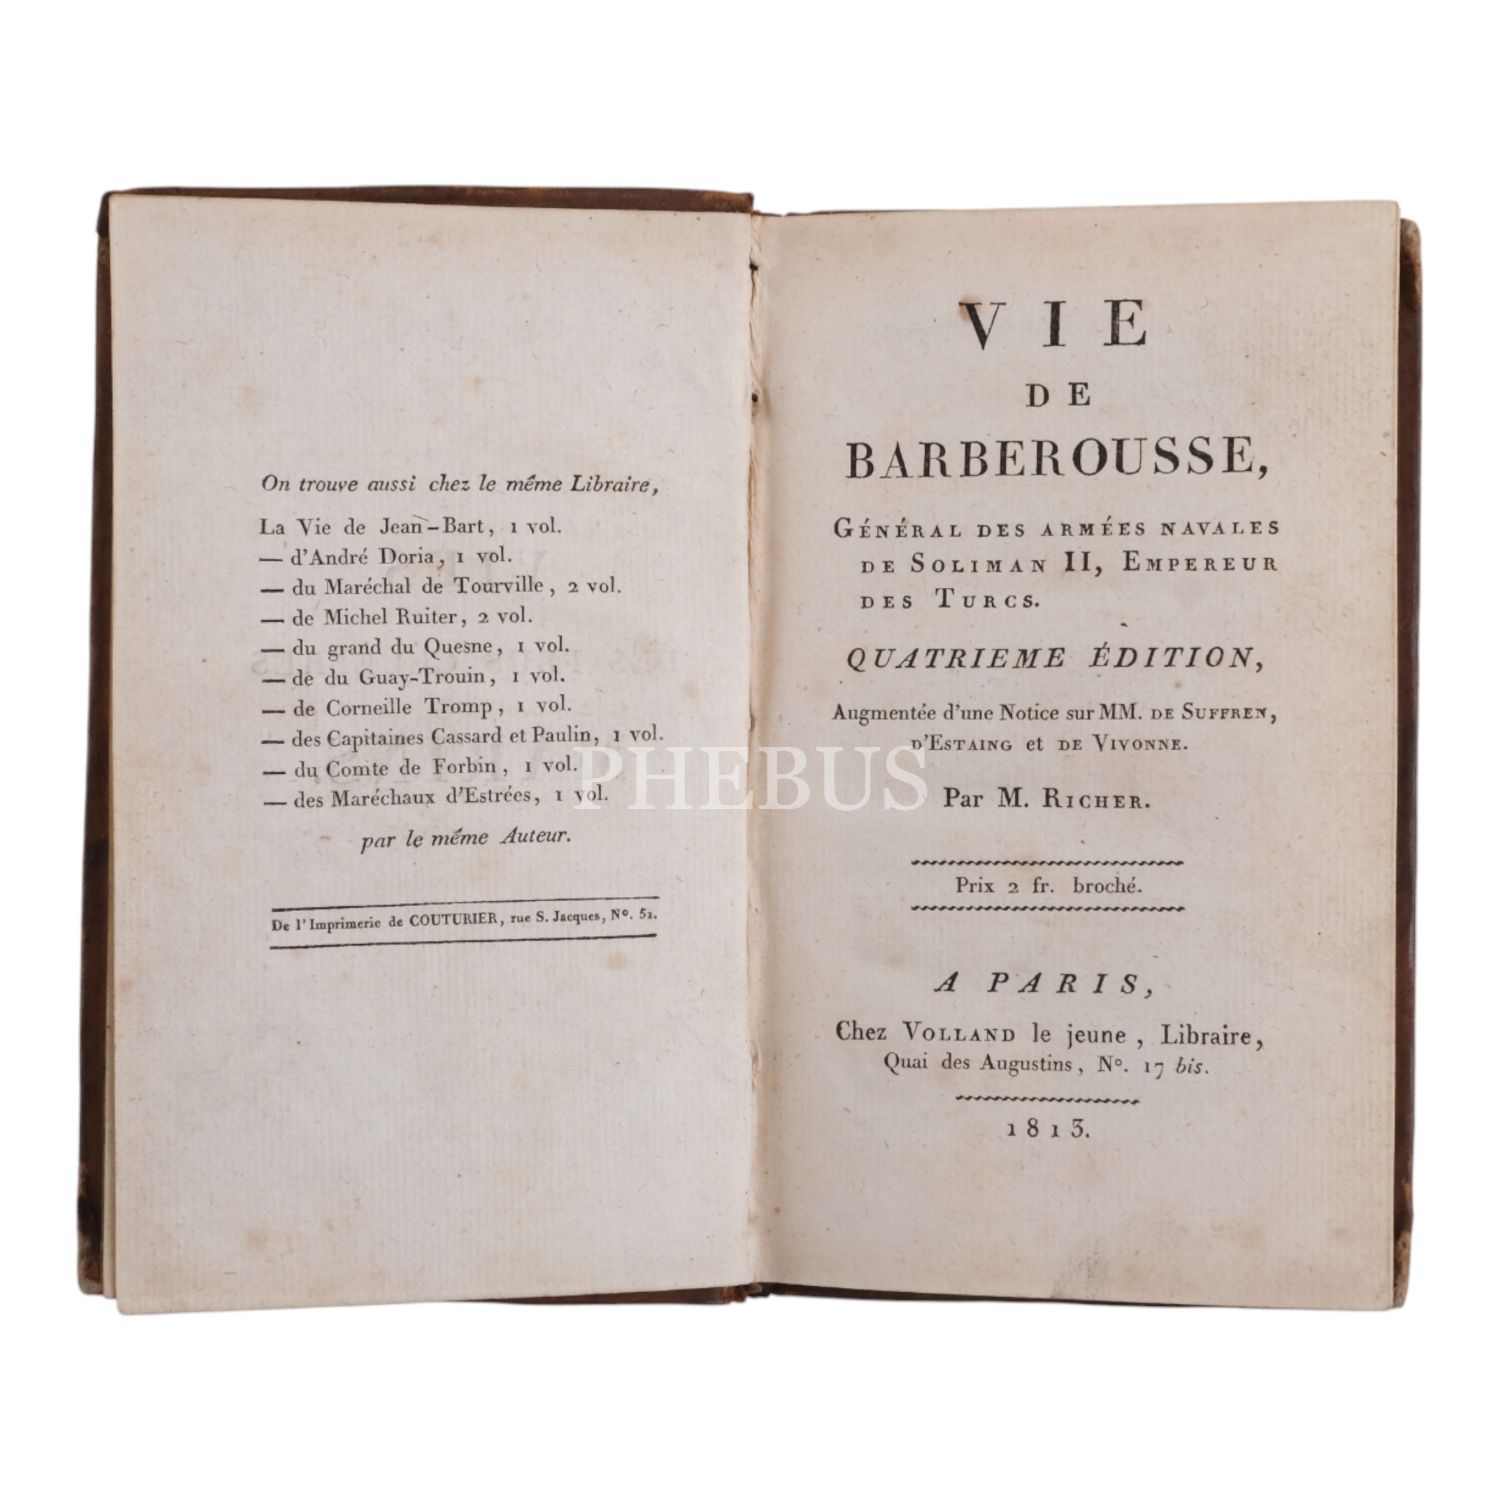 On trouve aussi chez le même Libraire,
La Vie de Jean-Bart, 1 vol.
— d'André Doria, 1 vol.
— du Maréchal de Tourville, 2 vol.
— de Michel Ruiter, 2 vol.
— du grand du Quesne, 1 vol.
— de du Guay-Trouin, 1 vol.
— de Corneille Tromp, 1 vol.
— des Capitaines Cassard et Paulin, 1 vol.
— du Comte de Forbin, 1 vol.
— des Maréchaux d'Estrées, 1 vol.
par le même Auteur.
De l'Imprimerie de COUTURIER, rue S. Jacques, Nº. 51.
VIE
DE
BARBEROUSSE,
GÉNÉRAL DES ARMÉES NAVALES
DE SOLIMAN II, EMPEREUR
DES TURCS.
QUATRIEME ÉDITION,
Augmentée d'une Notice sur MM. DE SUFFREN,
D'ESTAING et DE VIVONNE.
Par M. RICHER.
Prix 2 fr. broché.
A PARIS,
Chez VOLLAND le jeune, Libraire,
Quai des Augustins, Nº. 17 bis.
1813.
PHEBUS